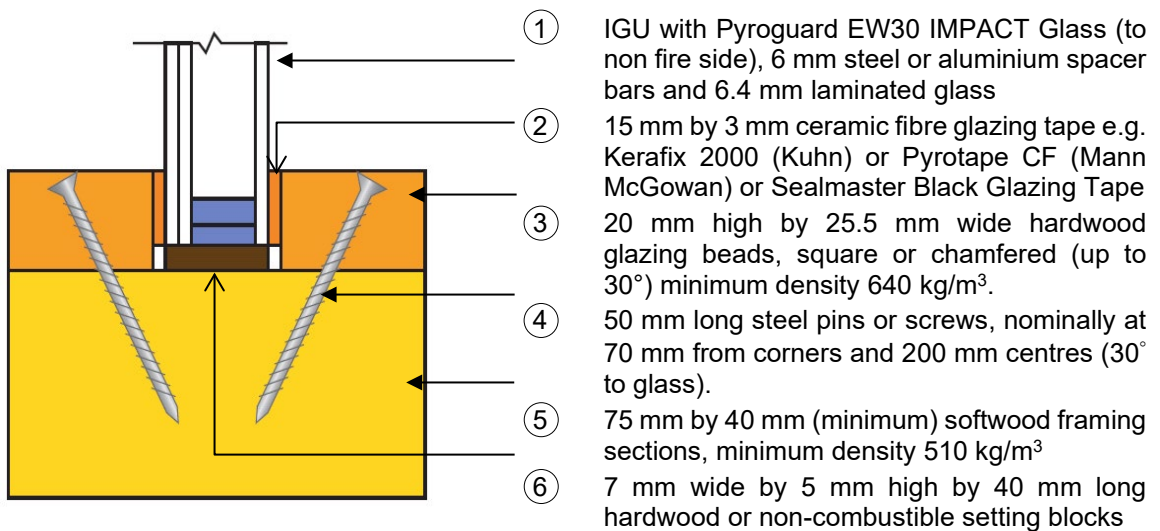 ① IGU with Pyroguard EW30 IMPACT Glass (to
non fire side), 6 mm steel or aluminium spacer
bars and 6.4 mm laminated glass
② 15 mm by 3 mm ceramic fibre glazing tape e.g.
Kerafix 2000 (Kuhn) or Pyrotape CF (Mann
McGowan) or Sealmaster Black Glazing Tape
③ 20 mm high by 25.5 mm wide hardwood
glazing beads, square or chamfered (up to
30°) minimum density 640 kg/m³.
④ 50 mm long steel pins or screws, nominally at
70 mm from corners and 200 mm centres (30°
to glass).
⑤ 75 mm by 40 mm (minimum) softwood framing
sections, minimum density 510 kg/m³
⑥ 7 mm wide by 5 mm high by 40 mm long
hardwood or non-combustible setting blocks